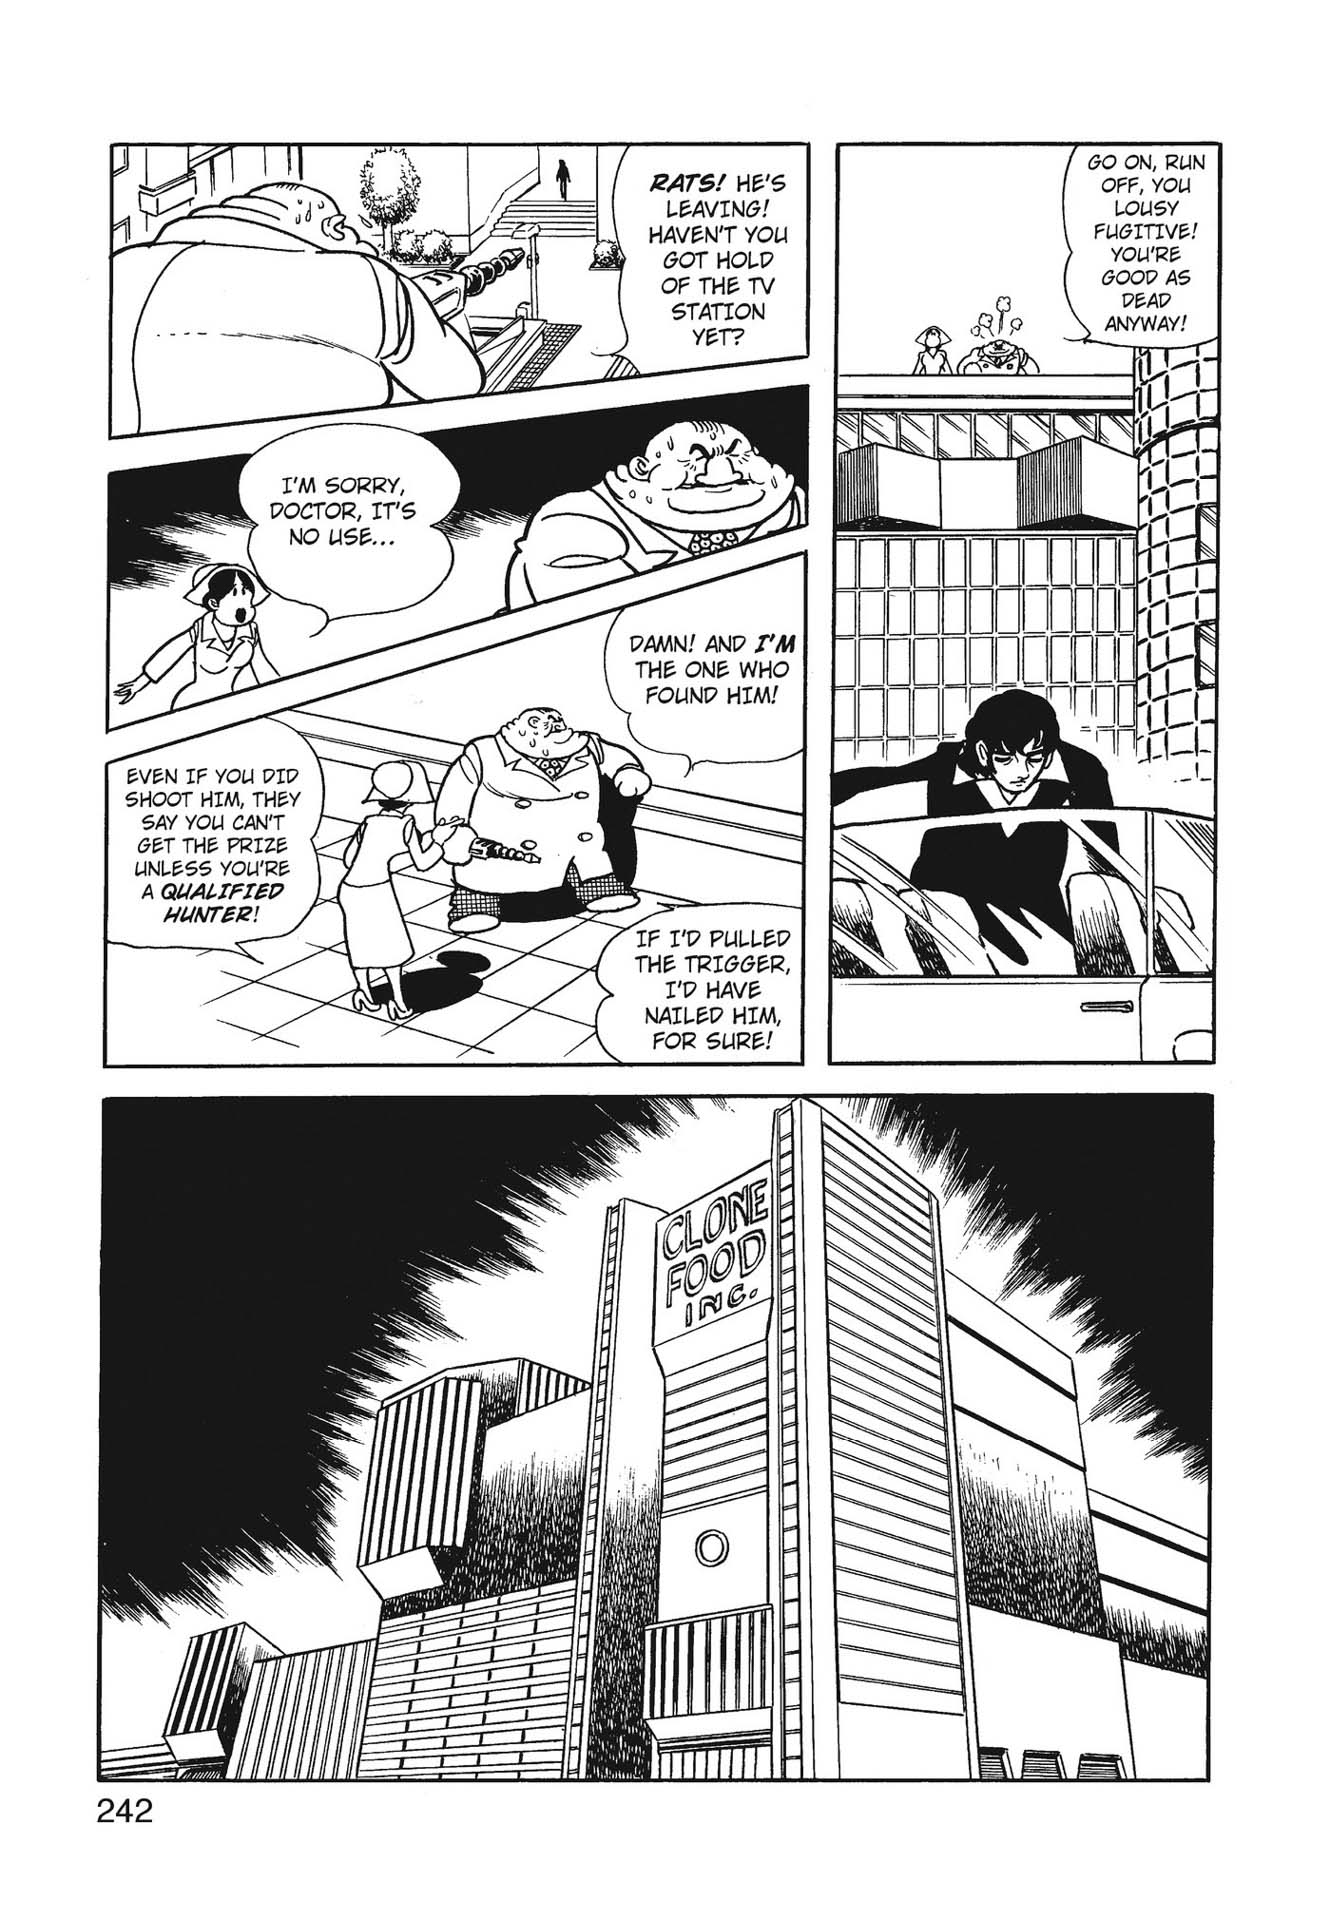 RATS! HE'S
LEAVING!
HAVEN'T YOU
GOT HOLD
OF THE TV
STATION
YET?
I'M SORRY,
DOCTOR, IT'S
NO USE...
DAMN! AND I'M
THE ONE WHO
FOUND HIM!
EVEN IF YOU DID
SHOOT HIM, THEY
SAY YOU CAN'T
GET THE PRIZE
UNLESS YOU'RE
A QUALIFIED
HUNTER!
IF I'D PULLED
THE TRIGGER,
I'D HAVE
NAILED HIM,
FOR SURE!
GO ON, RUN
OFF, YOU
LOUSY
FUGITIVE!
YOU'RE
GOOD AS
DEAD
ANYWAY!
CLONE
FOOD
INC.
242